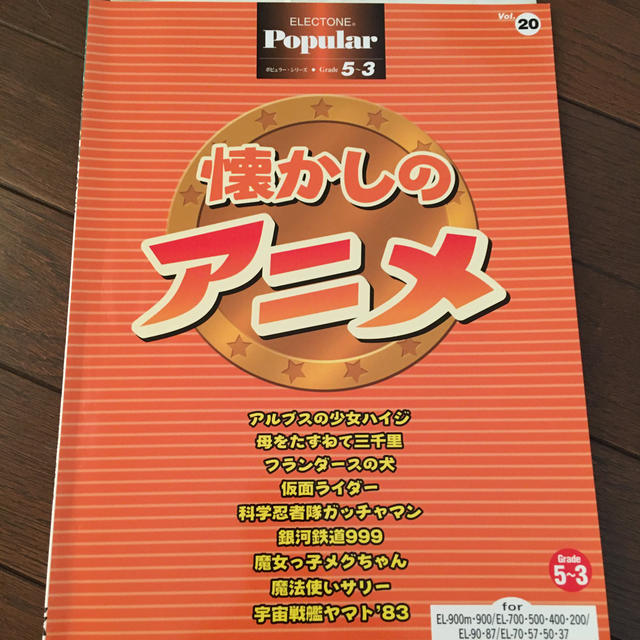 ELECTONE®
Popular
ポピュラー・シリーズ ◆ Grade 5~3
Vol. 20
懐かしの
アニメ
アルプスの少女ハイジ
母をたずねて三千里
フランダースの犬
仮面ライダー
科学忍者隊ガッチャマン
銀河鉄道999
魔女っ子メグちゃん
魔法使いサリー
宇宙戦艦ヤマト'83
Grade
5~3
for
EL-900m・900/EL-700・500・400・200/
EL-90・87/EL-70・57・50・37